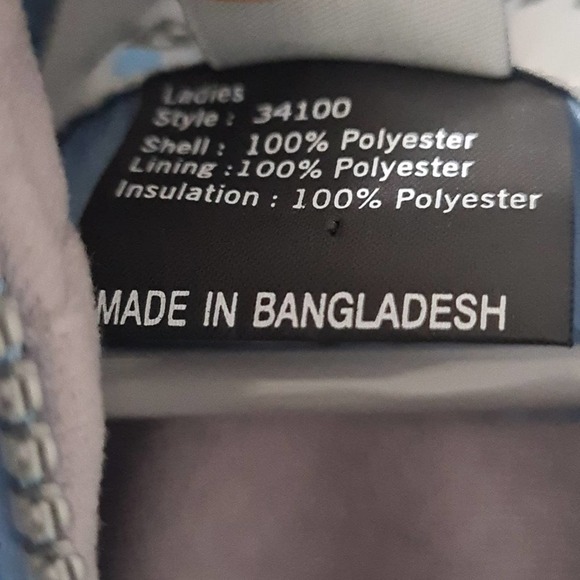 Ladies
Style : 34100
Shell : 100% Polyester
Lining :100% Polyester
Insulation : 100% Polyester
MADE IN BANGLADESH